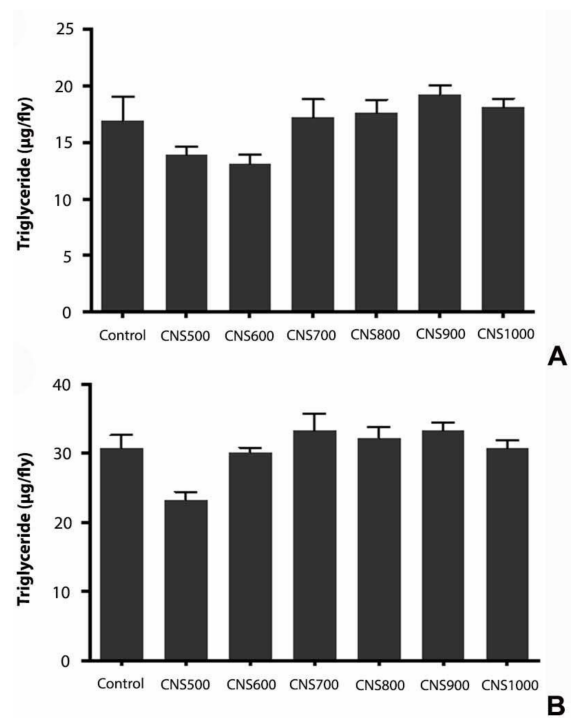 Triglyceride (µg/fly)
25
20
15
10
5
0
Control CNS500 CNS600 CNS700 CNS800 CNS900 CNS1000
A
Triglyceride (µg/fly)
40
30
20
10
0
Control CNS500 CNS600 CNS700 CNS800 CNS900 CNS1000
B